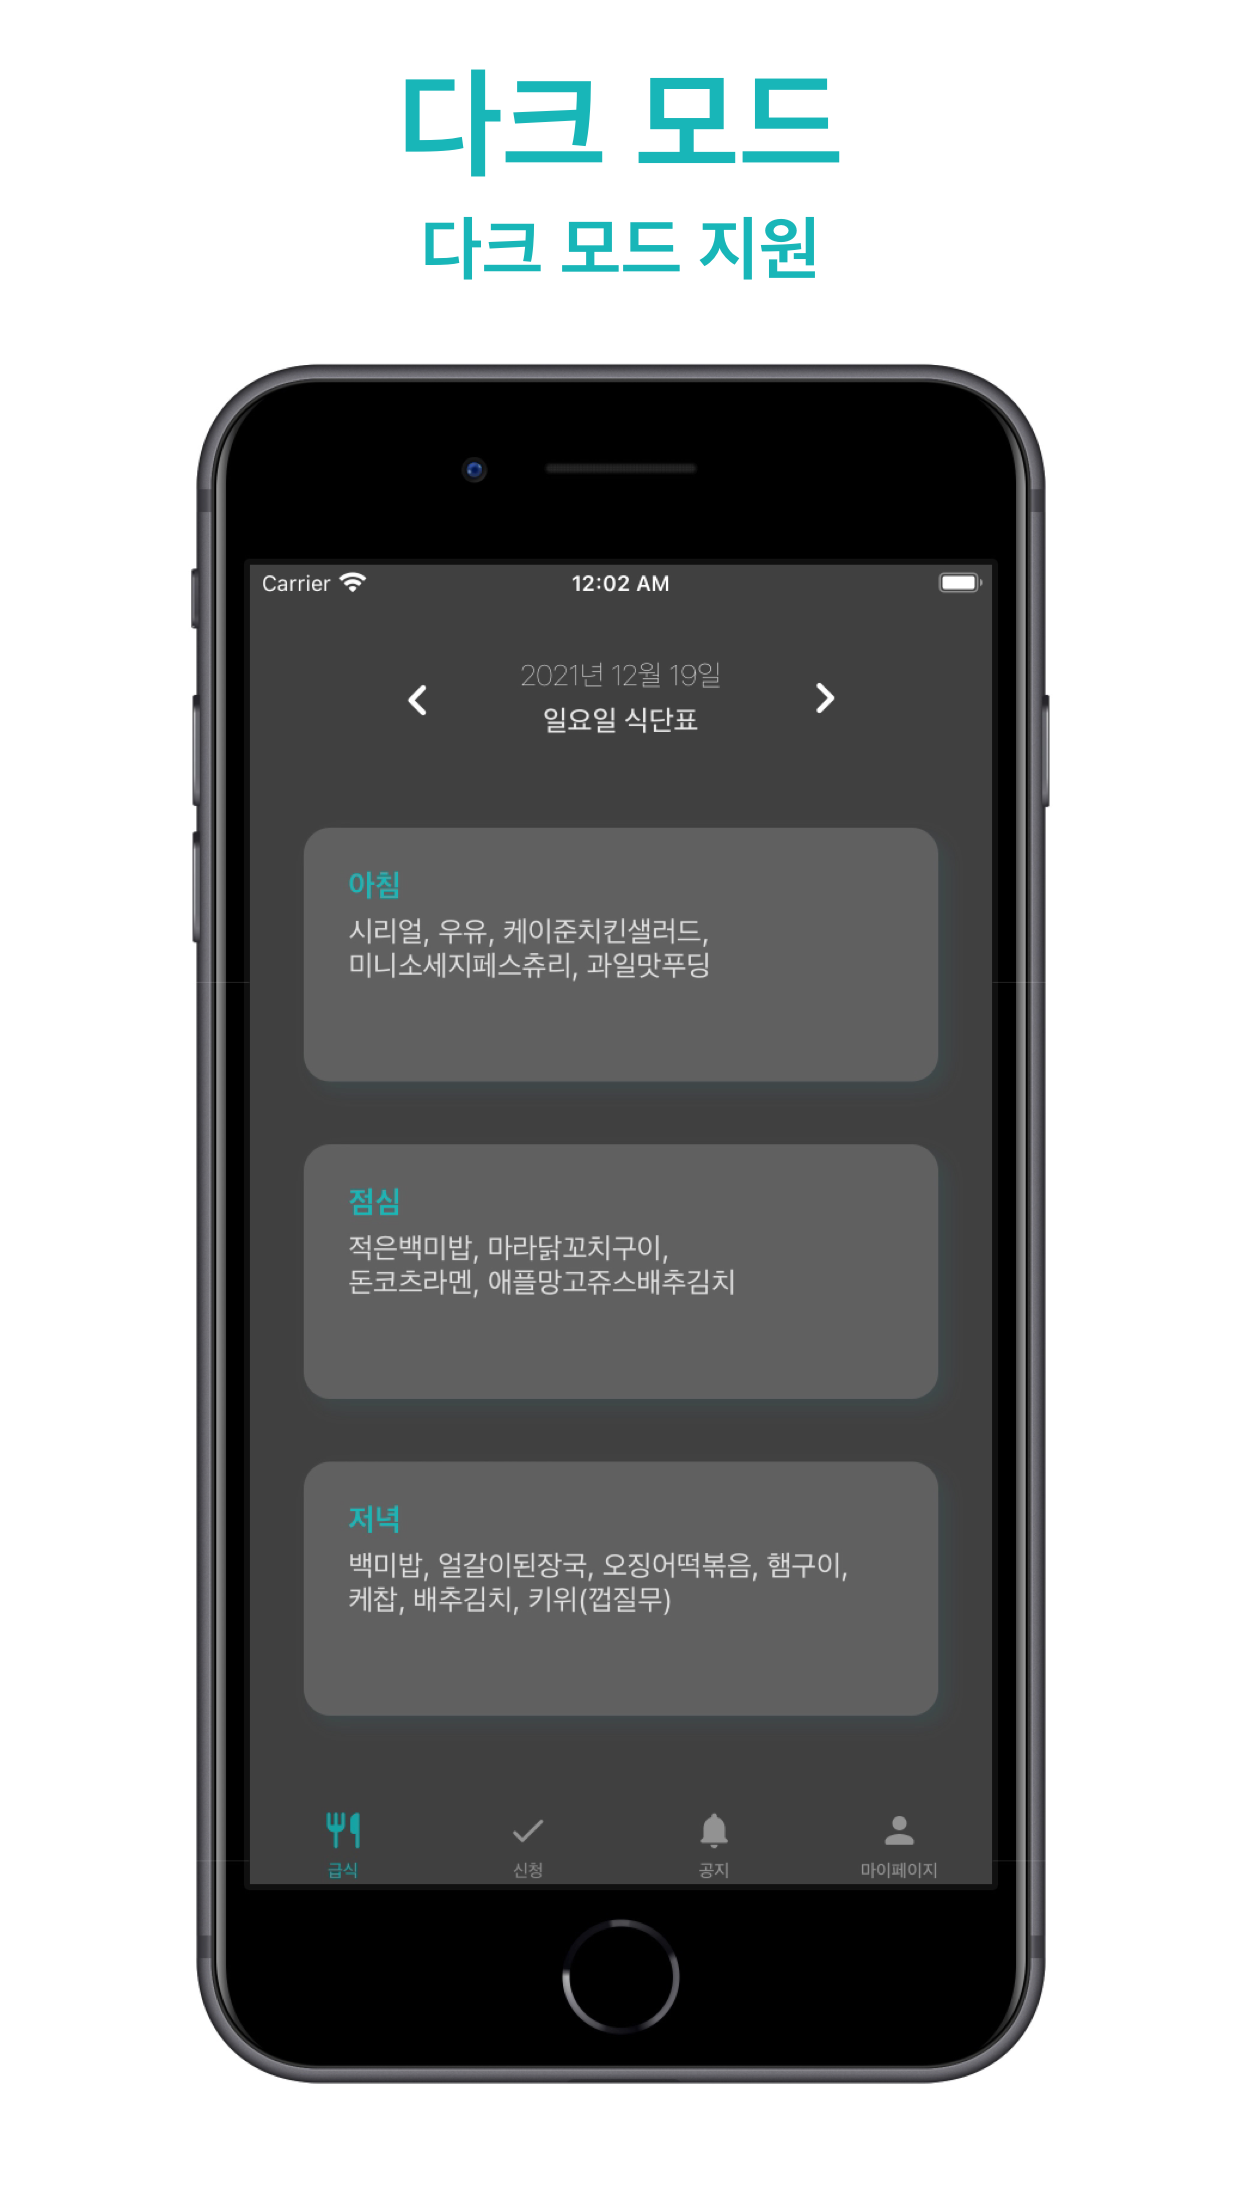 다크 모드
다크 모드 지원
Carrier 12:02 AM
2021년 12월 19일
일요일 식단표
아침
시리얼, 우유, 케이준치킨샐러드,
미니소세지페스츄리, 과일맛푸딩
점심
적은백미밥, 마라닭꼬치구이,
돈코츠라멘, 애플망고쥬스배추김치
저녁
백미밥, 얼갈이된장국, 오징어떡볶음, 햄구이,
케찹, 배추김치, 키위(껍질무)
급식 신청 공지 마이페이지